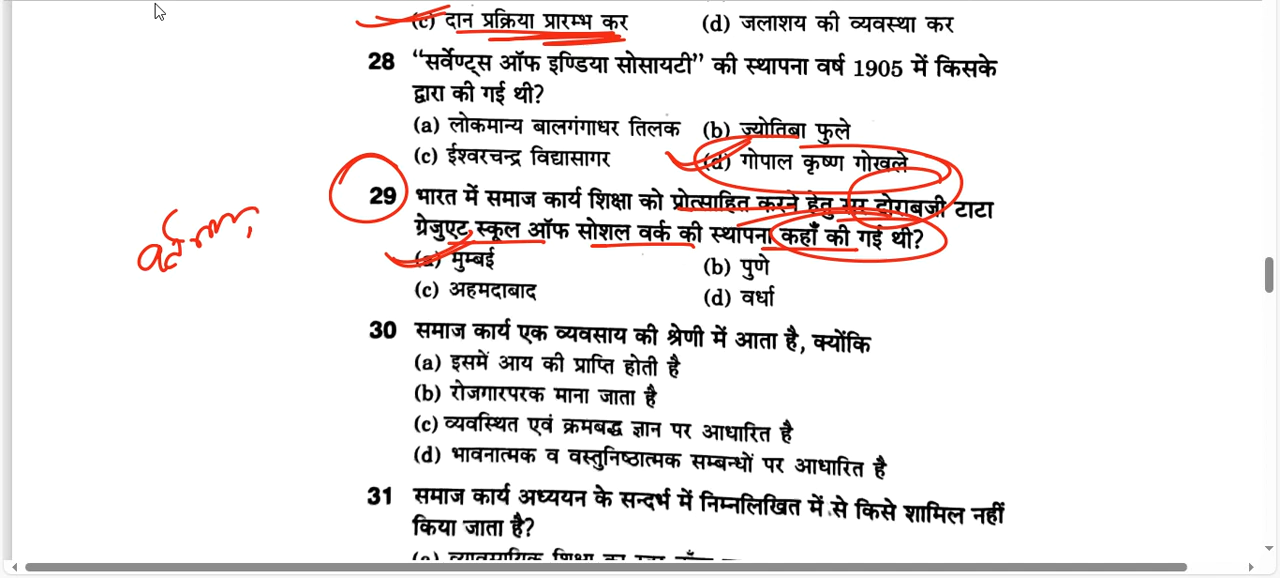 (c) दान प्रक्रिया प्रारम्भ कर (d) जलाशय की व्यवस्था कर
28 “सर्वेण्ट्स ऑफ इण्डिया सोसायटी” की स्थापना वर्ष 1905 में किसके
द्वारा की गई थी?
(a) लोकमान्य बालगंगाधर तिलक (b) ज्योतिबा फुले
(c) ईश्वरचन्द्र विद्यासागर (d) गोपाल कृष्ण गोखले
29 भारत में समाज कार्य शिक्षा को प्रोत्साहित करने हेतु सर दोराबजी टाटा
ग्रेजुएट स्कूल ऑफ सोशल वर्क की स्थापना कहाँ की गई थी?
(a) मुम्बई (b) पुणे
(c) अहमदाबाद (d) वर्धा
30 समाज कार्य एक व्यवसाय की श्रेणी में आता है, क्योंकि
(a) इसमें आय की प्राप्ति होती है
(b) रोजगारपरक माना जाता है
(c) व्यवस्थित एवं क्रमबद्ध ज्ञान पर आधारित है
(d) भावनात्मक व वस्तुनिष्ठात्मक सम्बन्धों पर आधारित है
31 समाज कार्य अध्ययन के सन्दर्भ में निम्नलिखित में से किसे शामिल नहीं
किया जाता है?